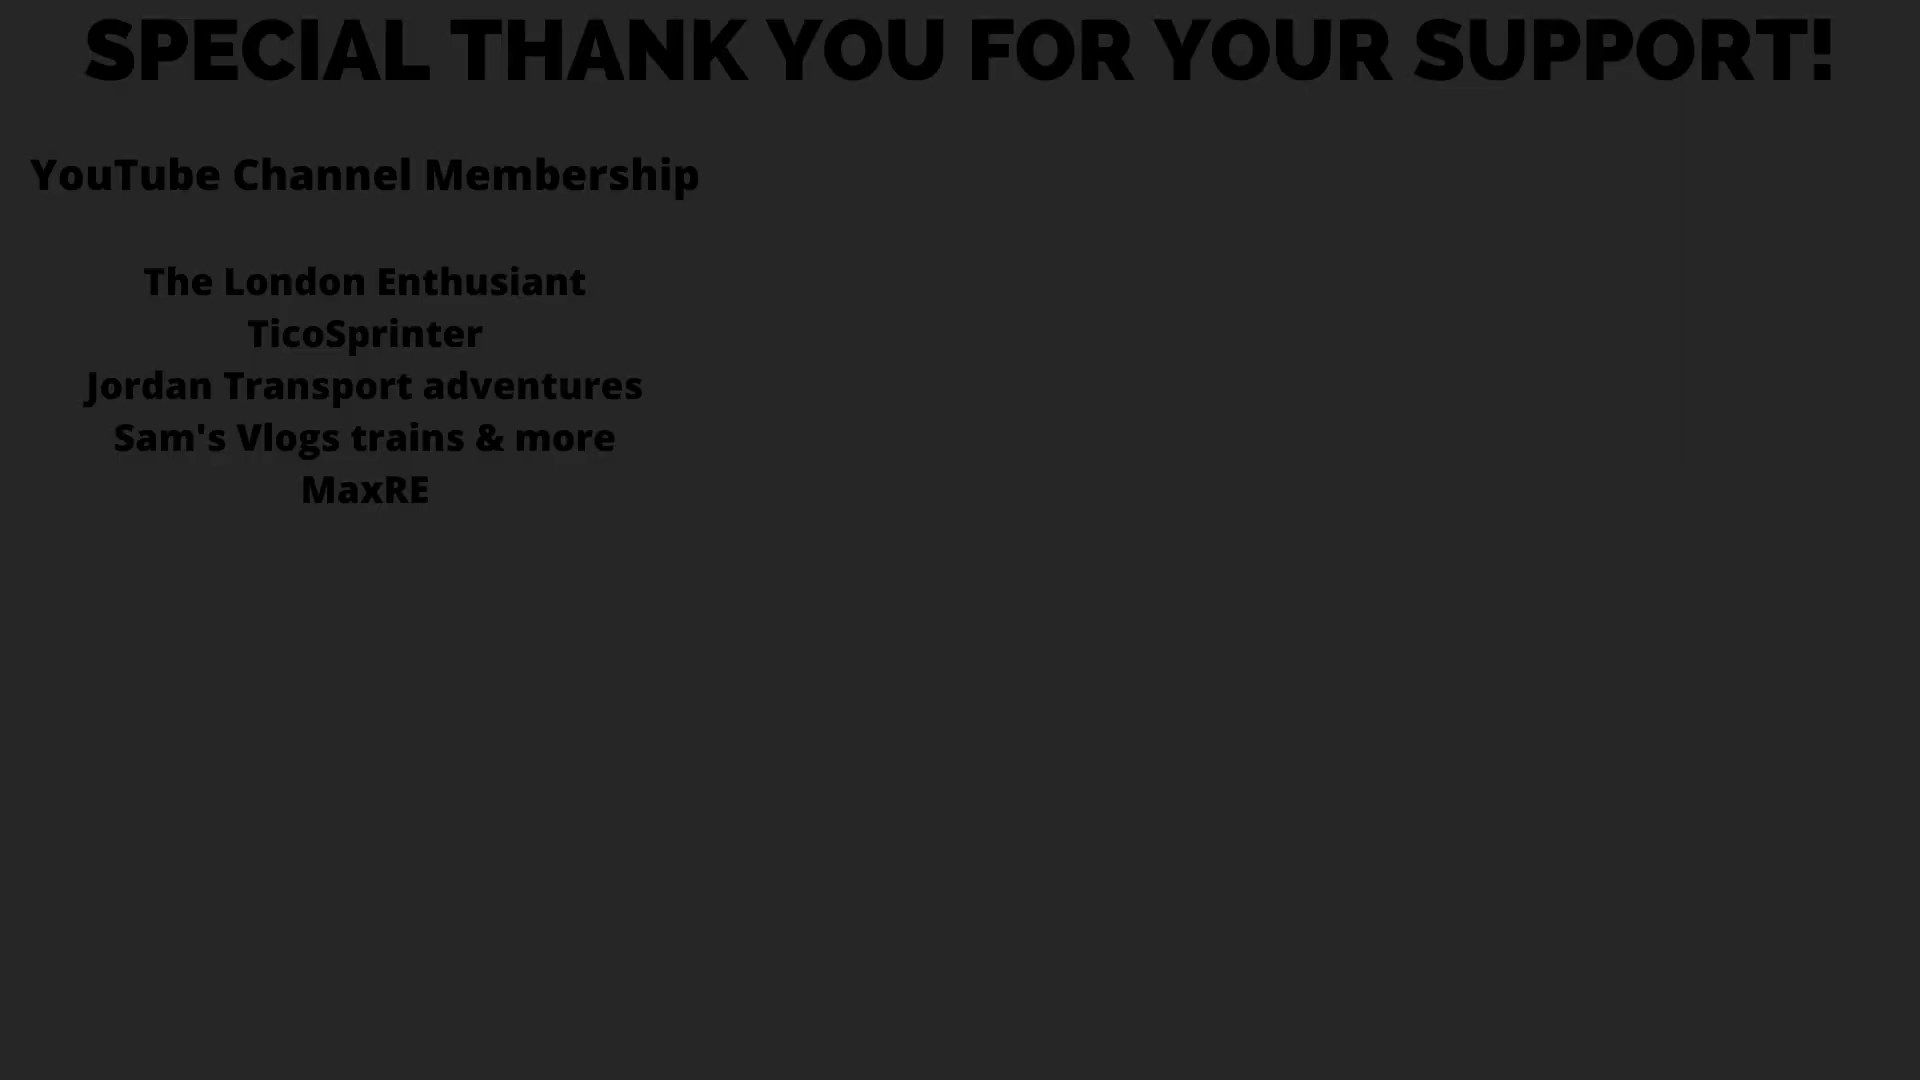 SPECIAL THANK YOU FOR YOUR SUPPORT!
YouTube Channel Membership
The London Enthusiant
TicoSprinter
Jordan Transport adventures
Sam's Vlogs trains & more
MaxRE